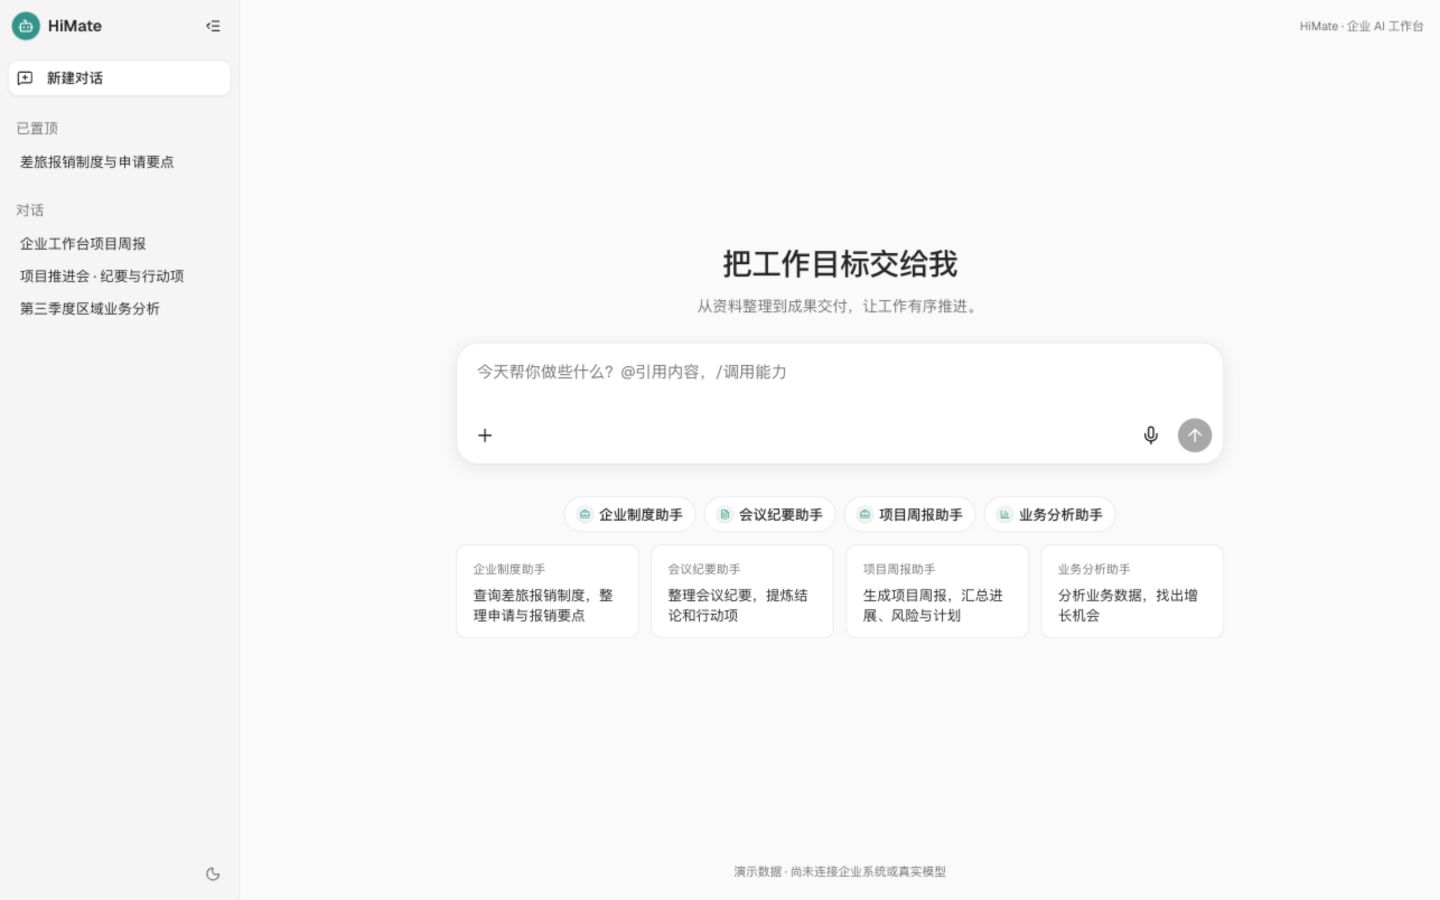 HiMate
HiMate · 企业 AI 工作台
新建对话
已置顶
差旅报销制度与申请要点
对话
企业工作台项目周报
项目推进会 · 纪要与行动项
第三季度区域业务分析
把工作目标交给我
从资料整理到成果交付，让工作有序推进。
今天帮你做些什么？@引用内容，/调用能力
企业制度助手
会议纪要助手
项目周报助手
业务分析助手
企业制度助手
查询差旅报销制度，整
理申请与报销要点
会议纪要助手
整理会议纪要，提炼结
论和行动项
项目周报助手
生成项目周报，汇总进
展、风险与计划
业务分析助手
分析业务数据，找出增
长机会
演示数据 · 尚未连接企业系统或真实模型